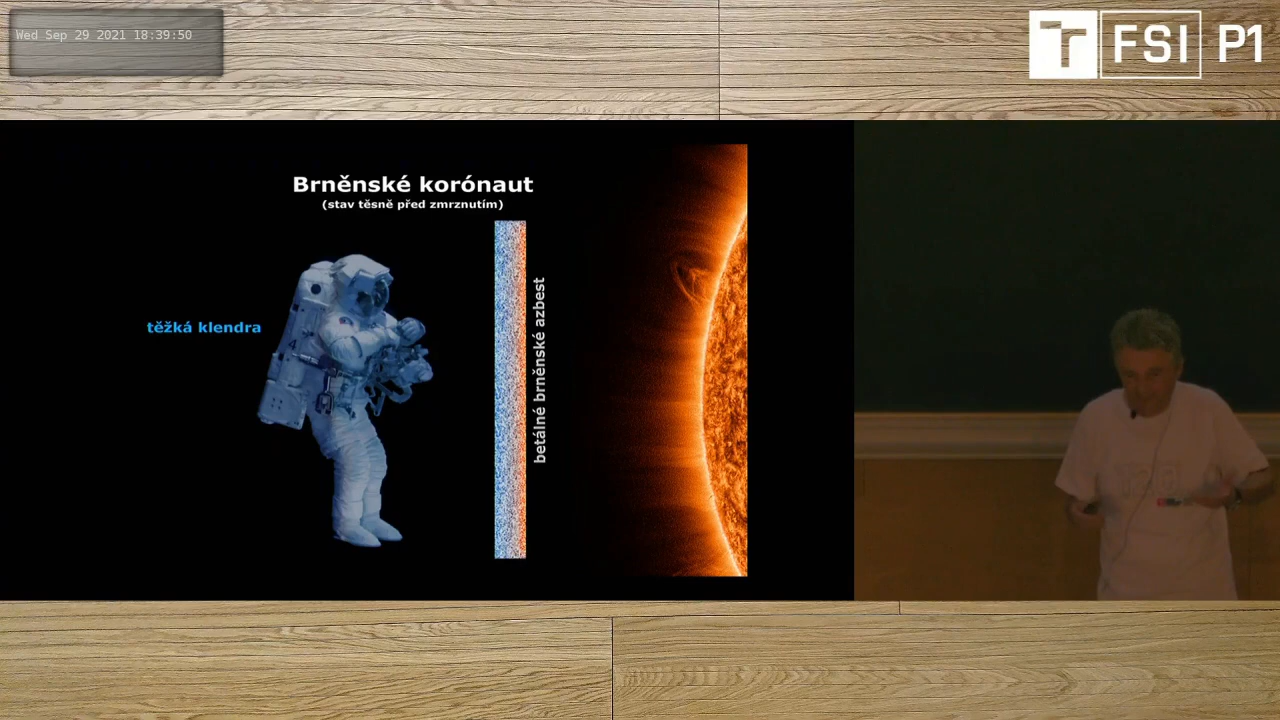 Wed Sep 29 2021 18:39:50
FSI P1
Brněnské korónaut
(stav těsně před zmrznutím)
těžká klendra
betálné brněnské azbest